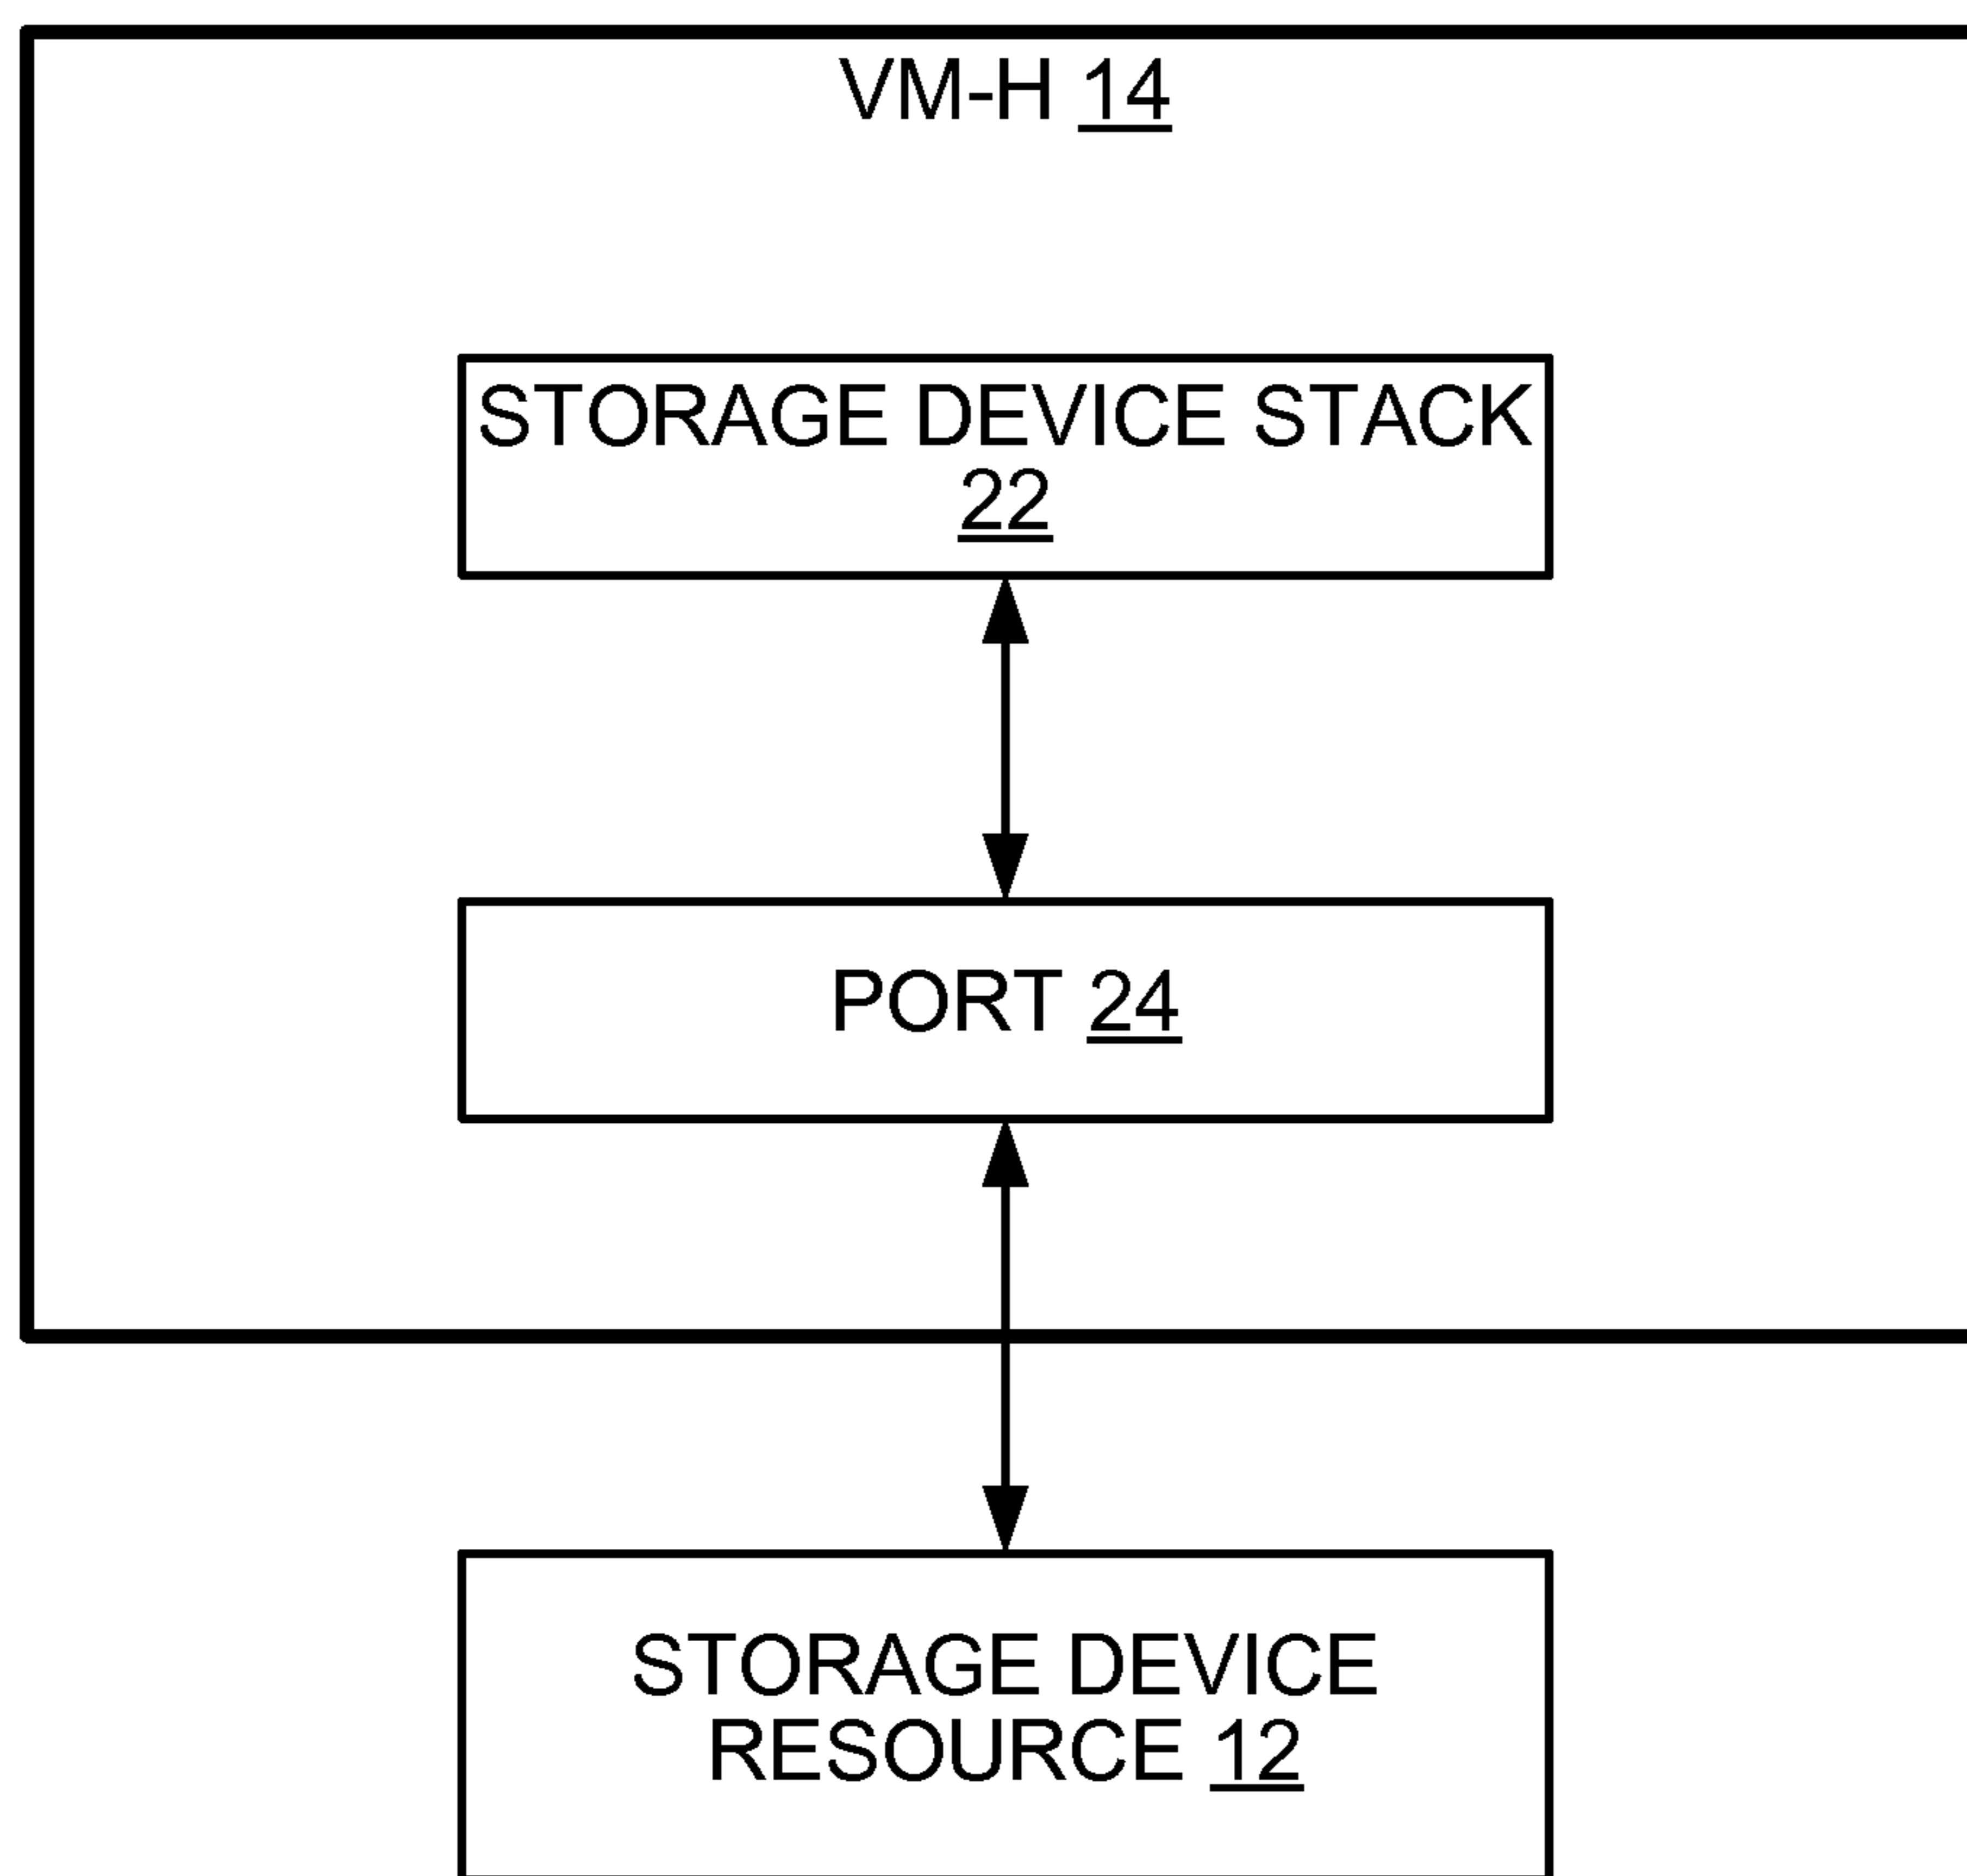 VM-H 14
STORAGE DEVICE STACK
22
PORT 24
STORAGE DEVICE
RESOURCE 12